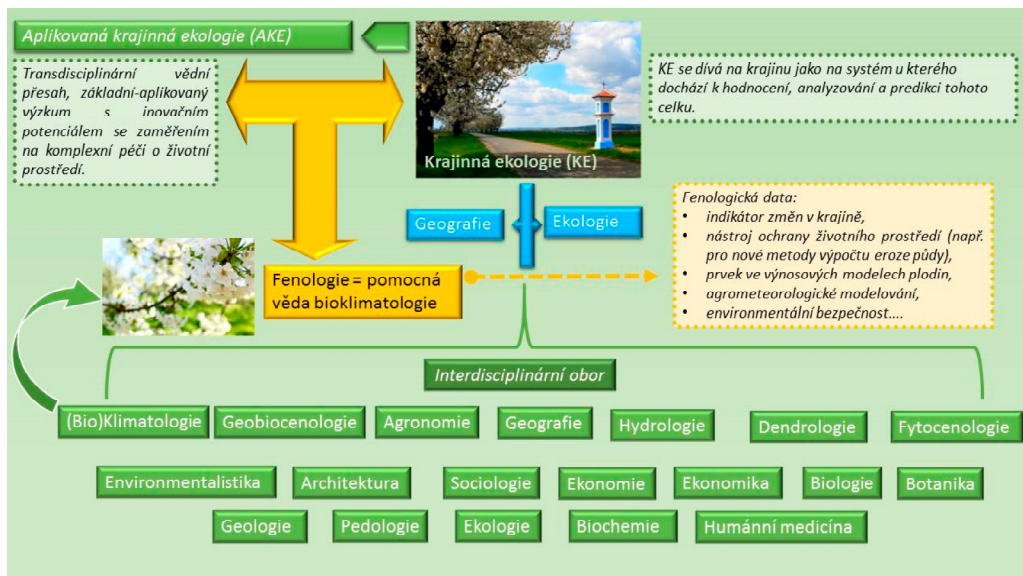 Aplikovaná krajinná ekologie (AKE)
Transdisciplinární vědní
přesah, základní-aplikovaný
výzkum s inovačním
potenciálem se zaměřením
na komplexní péči o životní
prostředí.
Krajinná ekologie (KE)
KE se dívá na krajinu jako na systém u kterého
dochází k hodnocení, analyzování a predikci tohoto
celku.
Geografie
Ekologie
Fenologie = pomocná
věda bioklimatologie
Fenologická data:
• indikátor změn v krajině,
• nástroj ochrany životního prostředí (např.
pro nové metody výpočtu eroze půdy),
• prvek ve výnosových modelech plodin,
• agrometeorologické modelování,
• environmentální bezpečnost....
Interdisciplinární obor
(Bio)Klimatologie
Geobiocenologie
Agronomie
Geografie
Hydrologie
Dendrologie
Fytocenologie
Environmentalistika
Architektura
Sociologie
Ekonomie
Ekonomika
Biologie
Botanika
Geologie
Pedologie
Ekologie
Biochemie
Humánní medicína